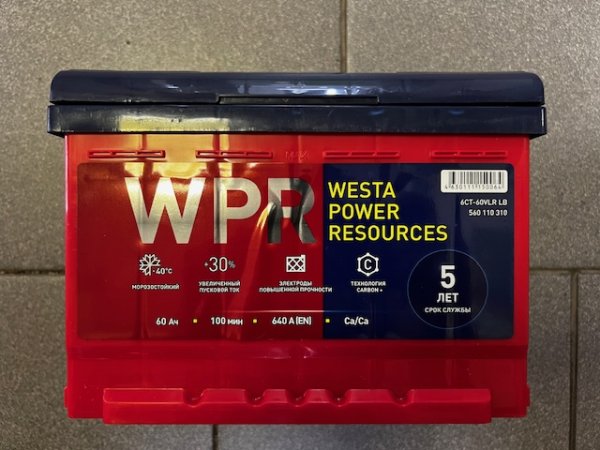 WPR
WESTA
POWER
RESOURCES
6СТ-60VLR LB
560 110 310
-40°C
МОРОЗОСТОЙКИЙ
+30%
УВЕЛИЧЕННЫЙ
ПУСКОВОЙ ТОК
ЭЛЕКТРОДЫ
ПОВЫШЕННОЙ ПРОЧНОСТИ
C
ТЕХНОЛОГИЯ
CARBON +
5
ЛЕТ
СРОК СЛУЖБЫ
60 Ач • 100 мин • 640 А (EN) • Ca/Ca